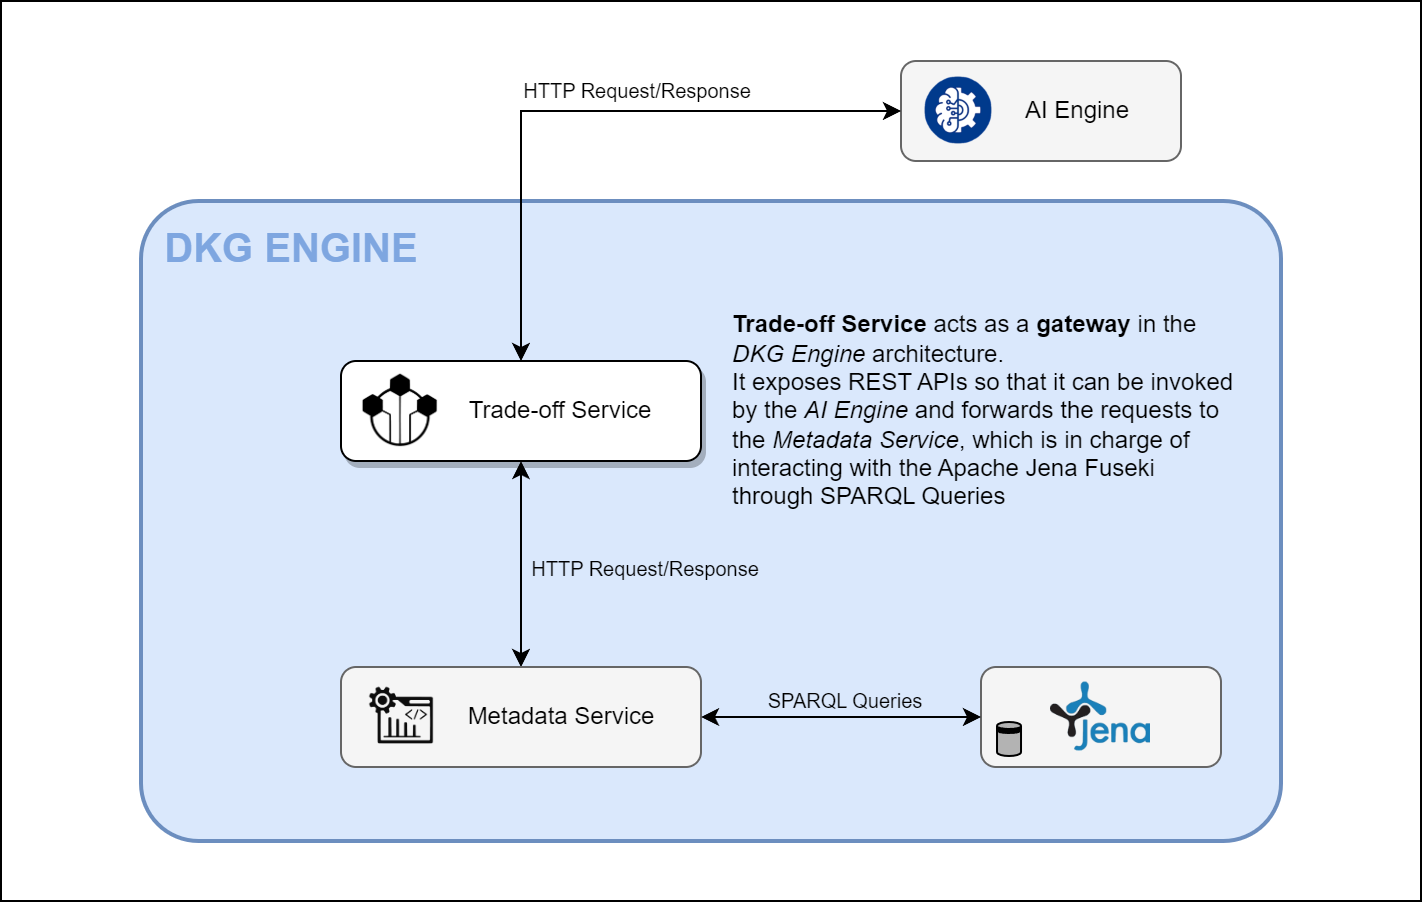 HTTP Request/Response
AI Engine
DKG ENGINE
Trade-off Service acts as a gateway in the
DKG Engine architecture.
It exposes REST APIs so that it can be invoked
by the AI Engine and forwards the requests to
the Metadata Service, which is in charge of
interacting with the Apache Jena Fuseki
through SPARQL Queries
Trade-off Service
HTTP Request/Response
Metadata Service
</>
SPARQL Queries
Jena